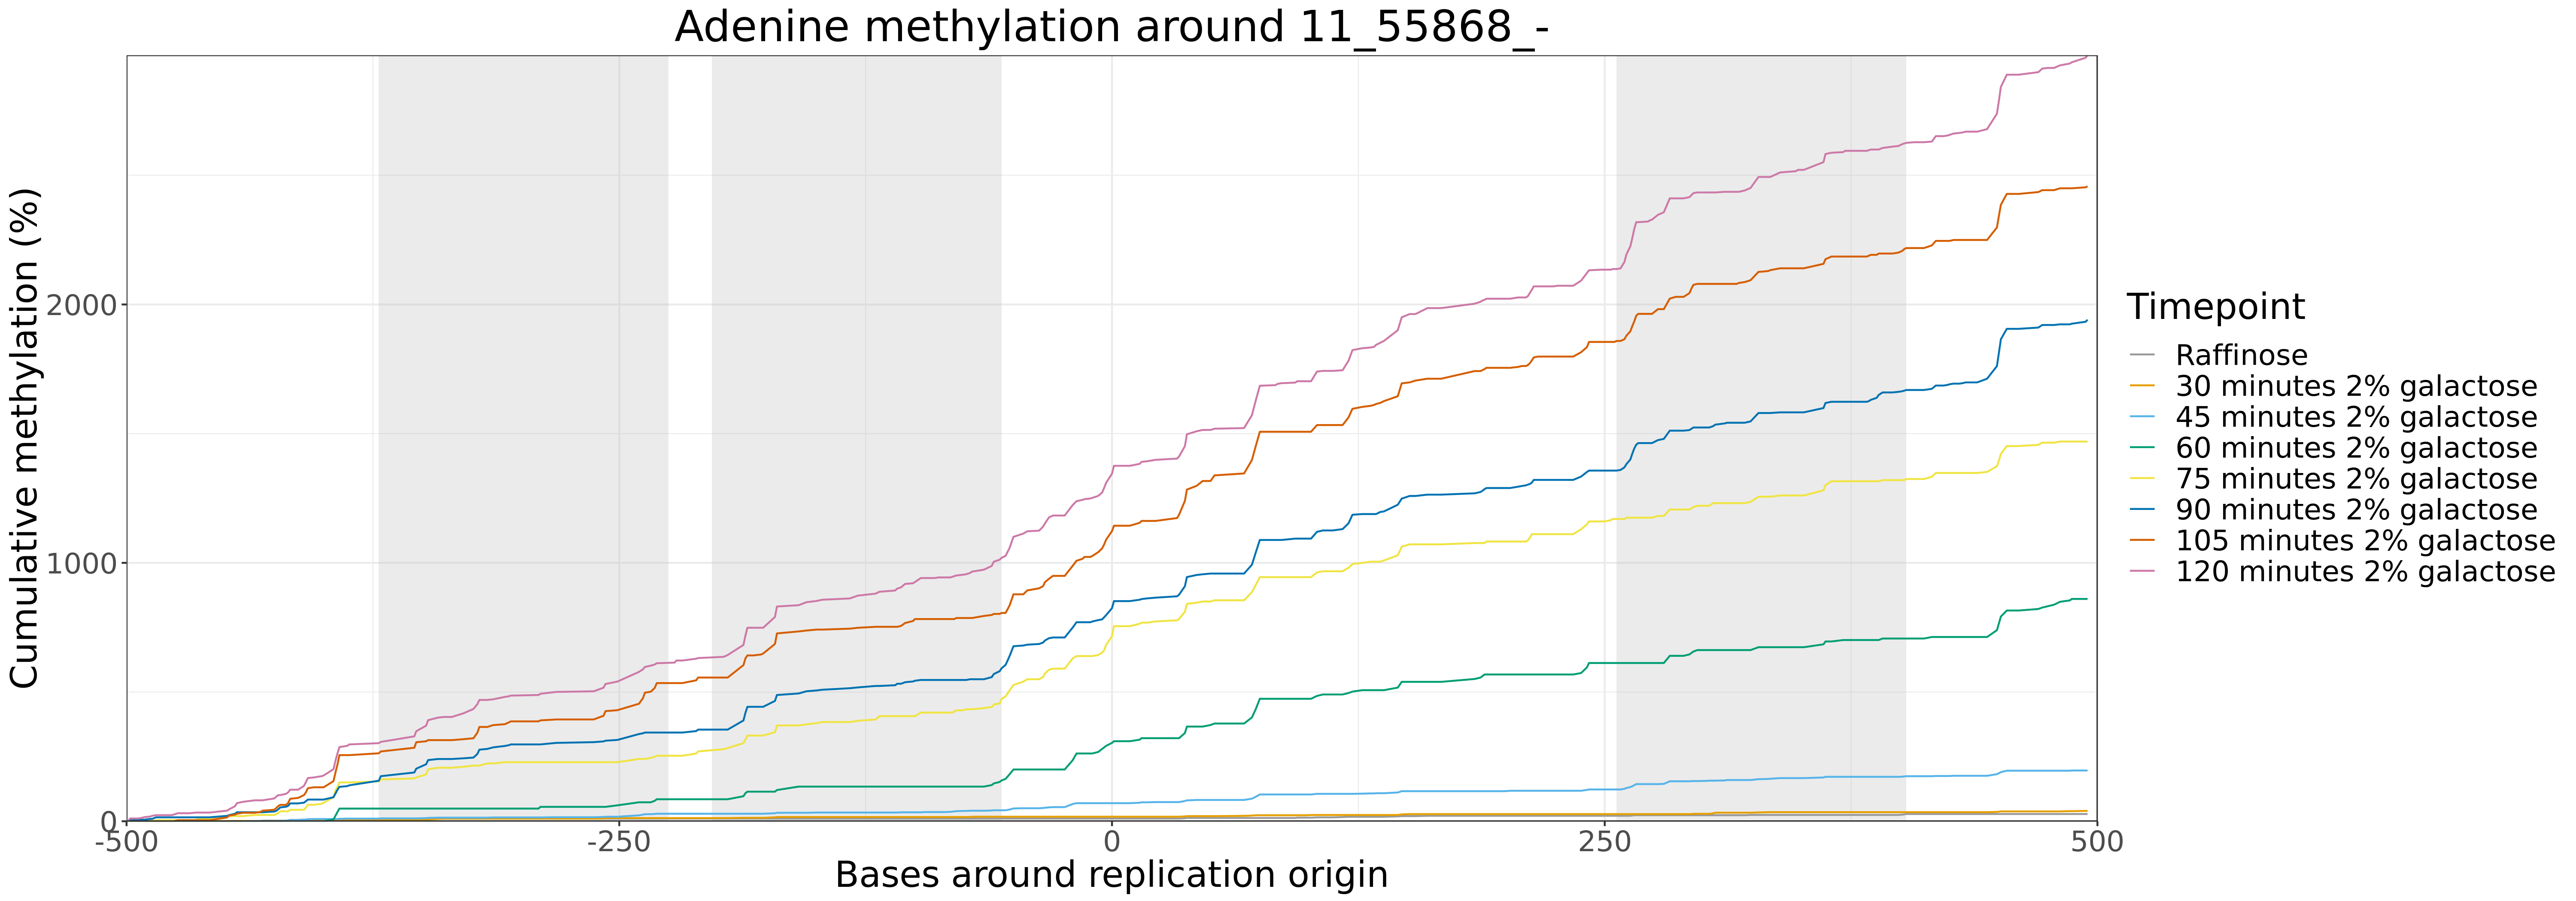 Adenine methylation around 11_55868_-
Cumulative methylation (%)
2000
1000
0
-500
-250
0
250
500
Bases around replication origin
Timepoint
Raffinose
30 minutes 2% galactose
45 minutes 2% galactose
60 minutes 2% galactose
75 minutes 2% galactose
90 minutes 2% galactose
105 minutes 2% galactose
120 minutes 2% galactose